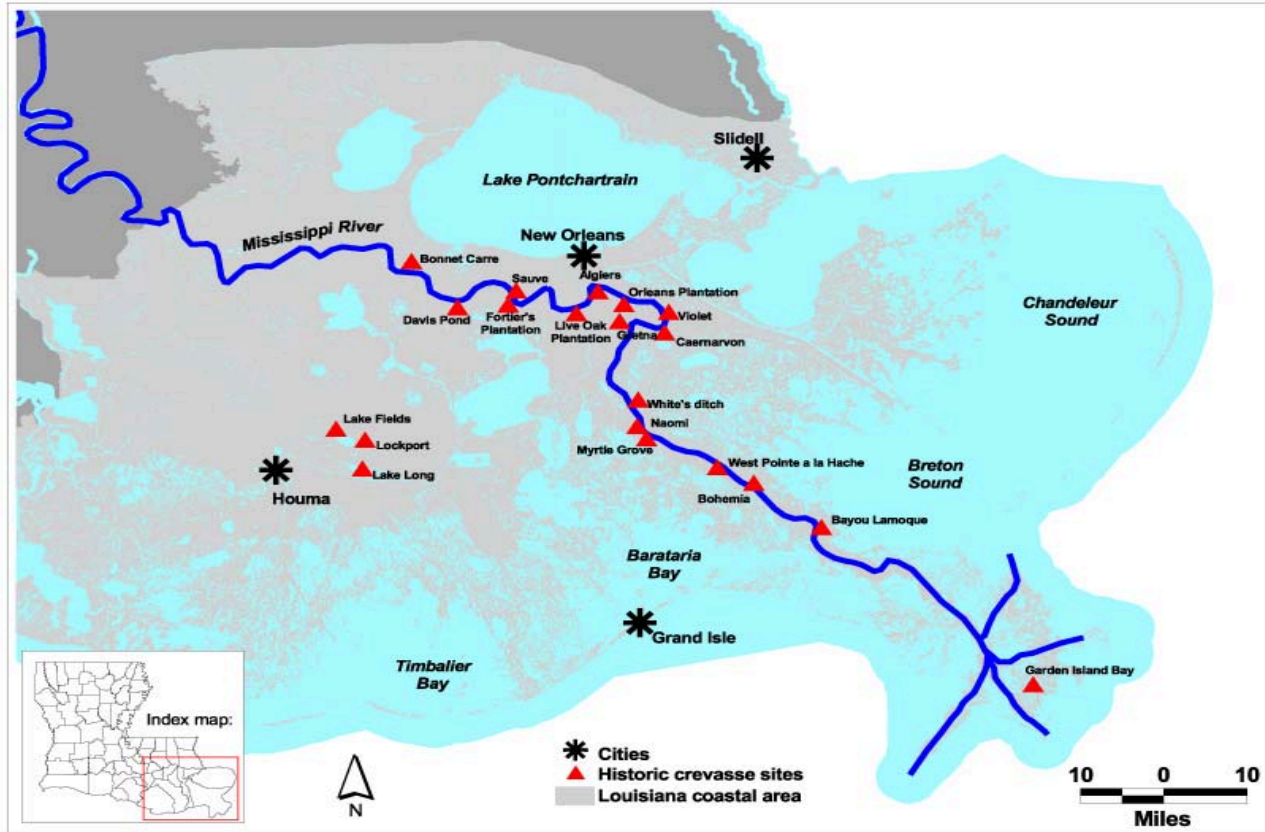 Slidell
Lake Pontchartrain
Mississippi River
New Orleans
Bonnet Carre
Sauve
Algiers
Orleans Plantation
Chandeleur
Sound
Davis Pond
Fortier's
Plantation
Live Oak
Plantation
Gretna
Violet
Caernarvon
White's ditch
Lake Fields
Naomi
Lockport
Myrtle Grove
West Pointe a la Hache
Lake Long
Breton
Sound
Houma
Bohemia
Bayou Lamoque
Barataria
Bay
Grand Isle
Timbalier
Bay
Garden Island Bay
Index map:
N
Cities
Historic crevasse sites
Louisiana coastal area
10 0 10
Miles